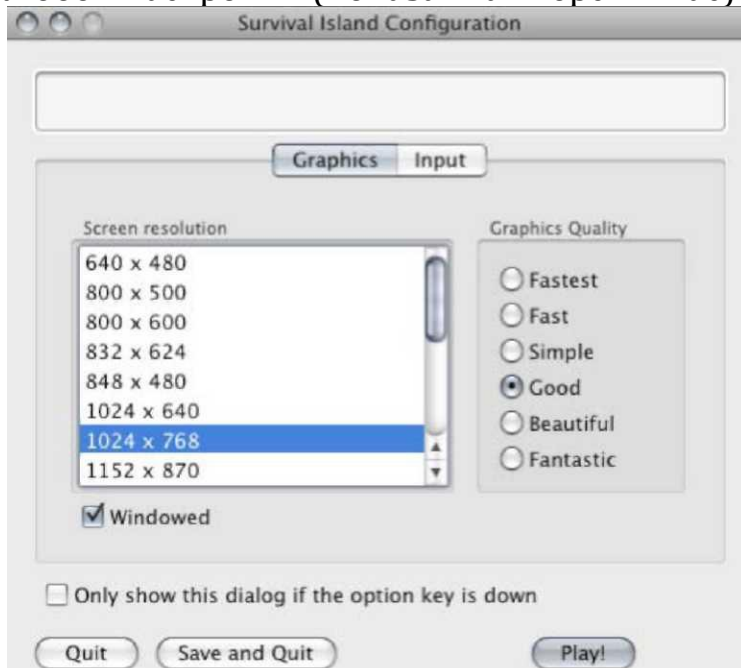 Survival Island Configuration
Graphics Input
Screen resolution
640 x 480
800 x 500
800 x 600
832 x 624
848 x 480
1024 x 640
1024 x 768
1152 x 870
Windowed
Graphics Quality
Fastest
Fast
Simple
Good
Beautiful
Fantastic
Only show this dialog if the option key is down
Quit Save and Quit Play!